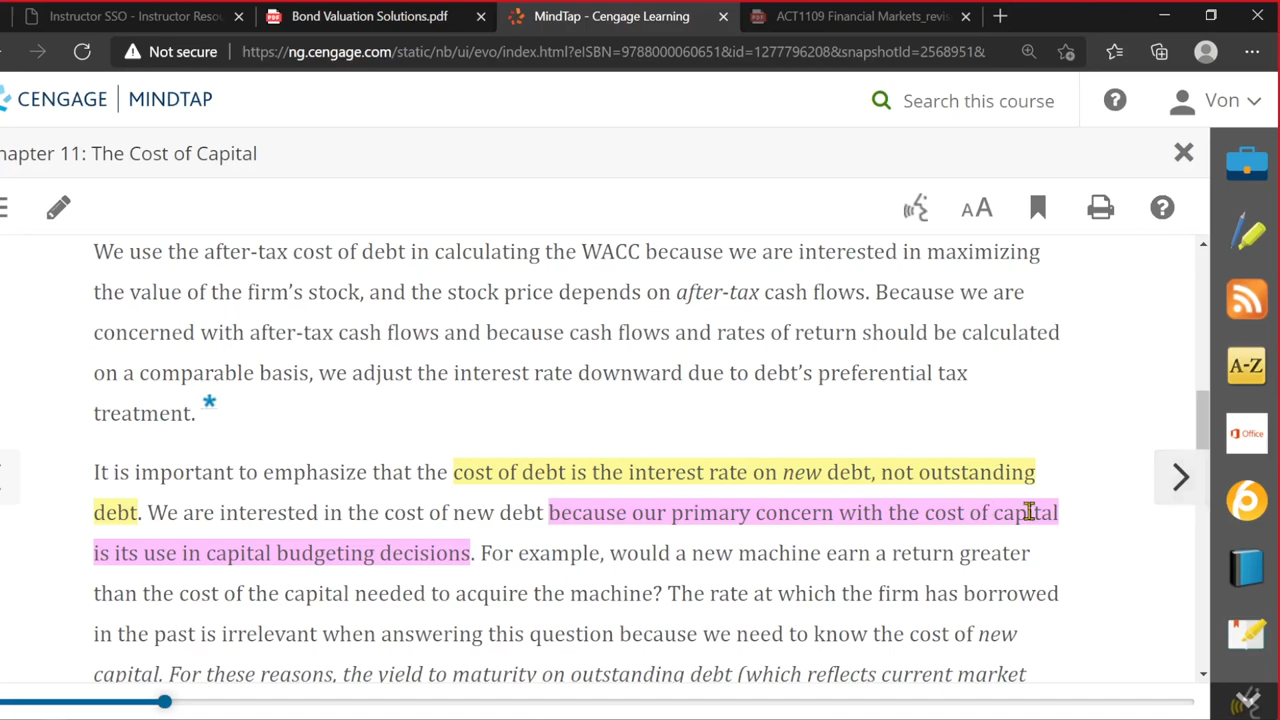 Instructor SSO - Instructor Resou
Bond Valuation Solutions.pdf
MindTap - Cengage Learning
ACT1109 Financial Markets_revis
Not secure
https://ng.cengage.com/static/nb/ui/evo/index.html?eISBN=9788000060651&id=1277796208&snapshotId=2568951&
CENGAGE | MINDTAP
Search this course
Von
hapter 11: The Cost of Capital
AA
We use the after-tax cost of debt in calculating the WACC because we are interested in maximizing
the value of the firm's stock, and the stock price depends on after-tax cash flows. Because we are
concerned with after-tax cash flows and because cash flows and rates of return should be calculated
on a comparable basis, we adjust the interest rate downward due to debt's preferential tax
treatment. *
It is important to emphasize that the cost of debt is the interest rate on new debt, not outstanding
debt. We are interested in the cost of new debt because our primary concern with the cost of capital
is its use in capital budgeting decisions. For example, would a new machine earn a return greater
than the cost of the capital needed to acquire the machine? The rate at which the firm has borrowed
in the past is irrelevant when answering this question because we need to know the cost of new
capital. For these reasons, the yield to maturity on outstanding debt (which reflects current market
A-Z
Office